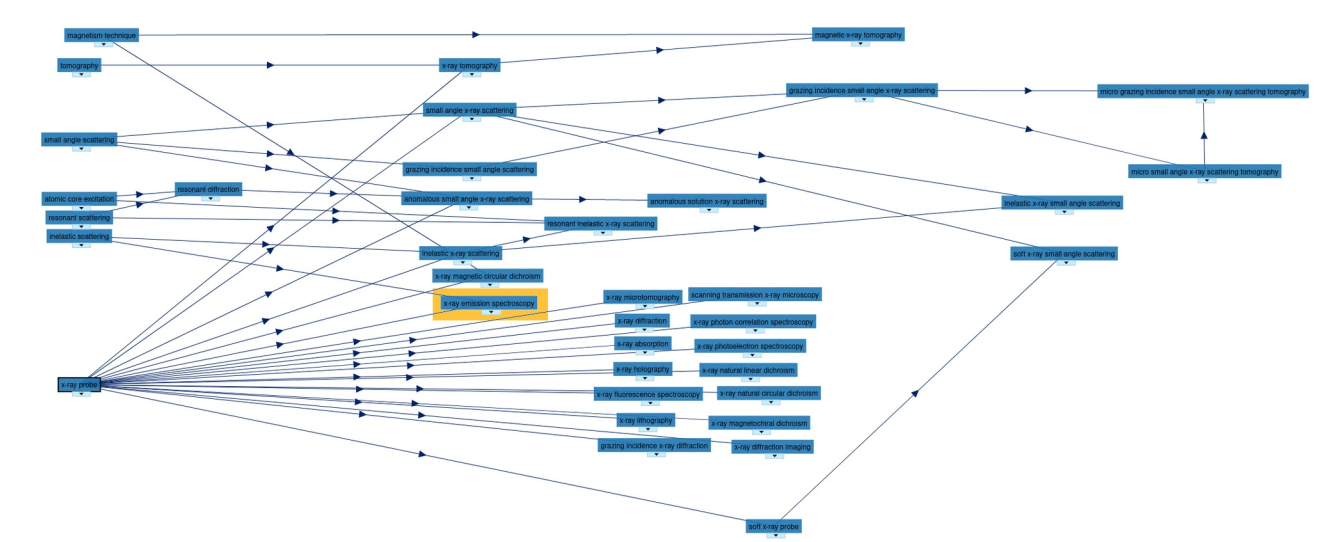 magnetism technique
magnetic x-ray tomography
tomography
x-ray tomography
grazing incidence small angle x-ray scattering
micro grazing incidence small angle x-ray scattering tomography
small angle x-ray scattering
small angle scattering
grazing incidence small angle scattering
micro small angle x-ray scattering tomography
resonant diffraction
atomic core excitation
anomalous small angle x-ray scattering
anomalous solution x-ray scattering
inelastic x-ray small angle scattering
resonant scattering
resonant inelastic x-ray scattering
inelastic scattering
inelastic x-ray scattering
soft x-ray small angle scattering
x-ray magnetic circular dichroism
x-ray emission spectroscopy
x-ray microtomography
scanning transmission x-ray microscopy
x-ray diffraction
x-ray photon correlation spectroscopy
x-ray absorption
x-ray photoelectron spectroscopy
x-ray holography
x-ray natural linear dichroism
x-ray probe
x-ray fluorescence spectroscopy
x-ray natural circular dichroism
x-ray lithography
x-ray magnetochiral dichroism
grazing incidence x-ray diffraction
x-ray diffraction imaging
soft x-ray probe